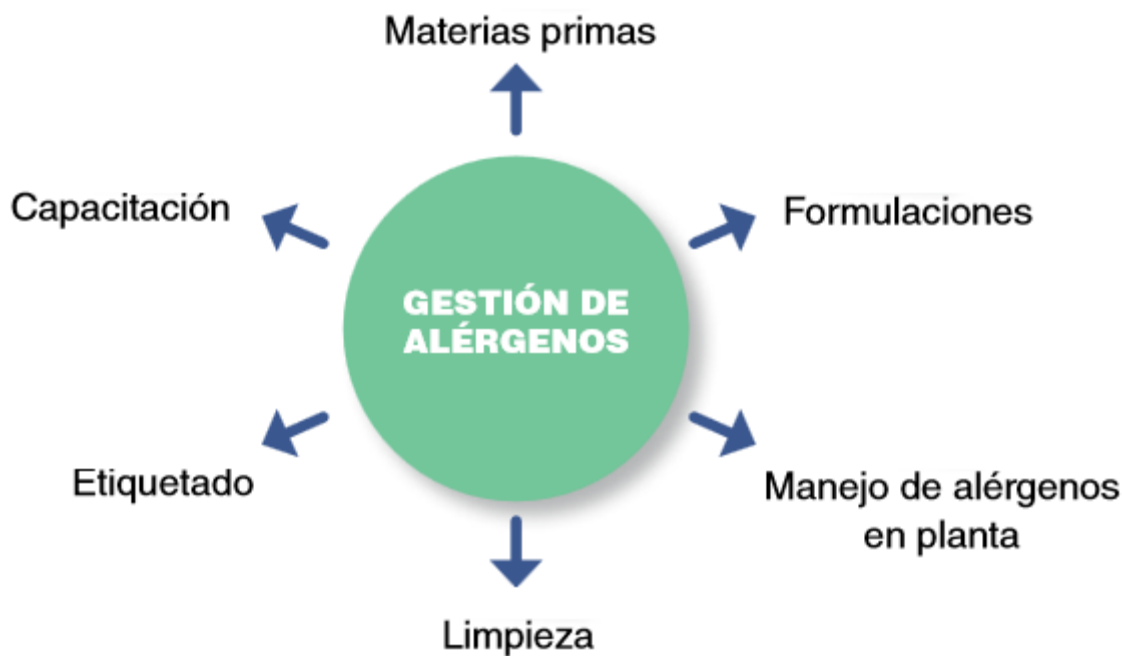 Materias primas
Capacitación
Formulaciones
GESTIÓN DE
ALÉRGENOS
Etiquetado
Manejo de alérgenos
en planta
Limpieza